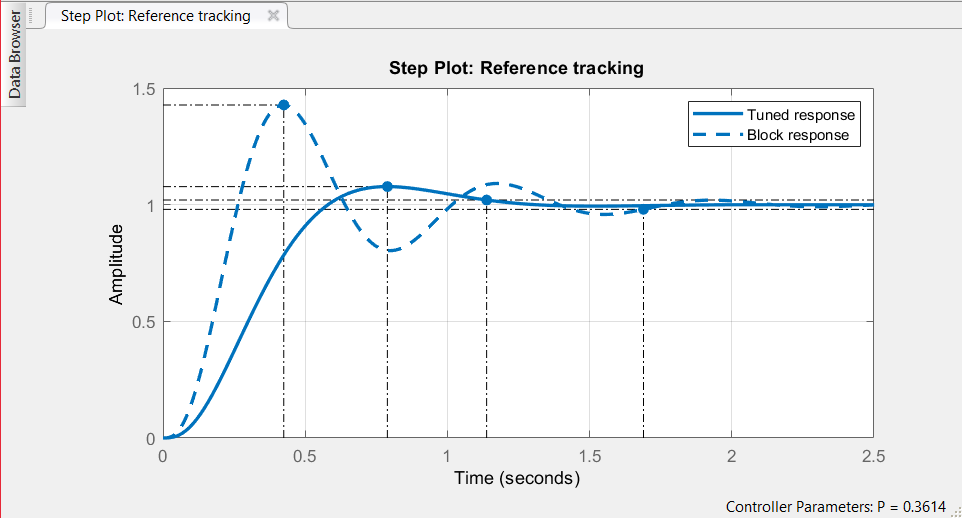 Data Browser
Step Plot: Reference tracking
Step Plot: Reference tracking
Tuned response
Block response
1.5
1
0.5
0
Amplitude
0 0.5 1 1.5 2 2.5
Time (seconds)
Controller Parameters: P = 0.3614